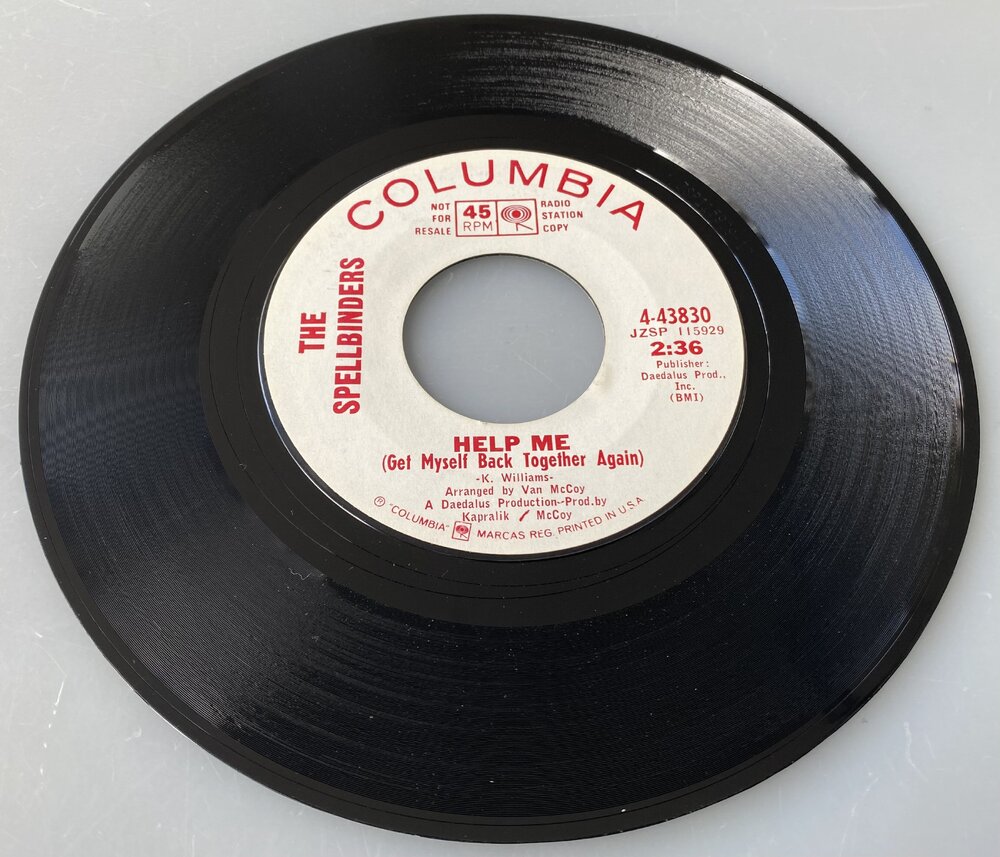 COLUMBIA
NOT
FOR
RESALE
45
RPM
RADIO
STATION
COPY
THE
SPELLBINDERS
4-43830
JZSP 115929
2:36
Publisher:
Daedalus Prod.,
Inc.
(BMI)
HELP ME
(Get Myself Back Together Again)
-K. Williams-
Arranged by Van McCoy
A Daedalus Production--Prod.by
Kapralik / McCoy
Ⓟ "COLUMBIA" MARCAS REG. PRINTED IN U.S.A.